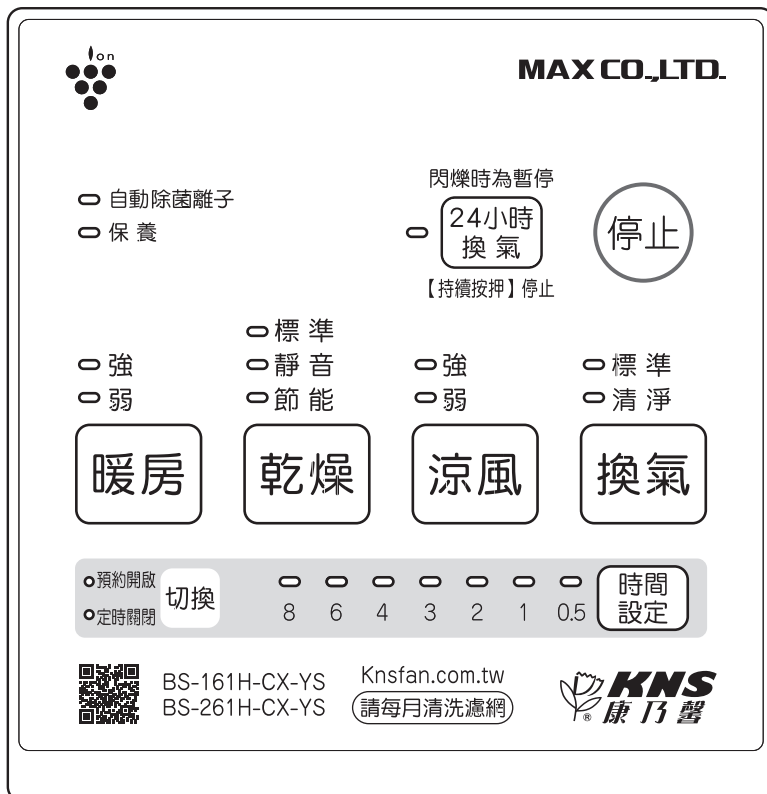 Ion
MAX CO.,LTD.
自動除菌離子
保養
閃爍時為暫停
24小時
換氣
【持續按押】停止
停止
強
弱
暖房
標準
靜音
節能
乾燥
強
弱
涼風
標準
清淨
換氣
預約開啟
定時關閉
切換
8 6 4 3 2 1 0.5
時間
設定
BS-161H-CX-YS
BS-261H-CX-YS
Knsfan.com.tw
請每月清洗濾網
®
KNS
康乃馨